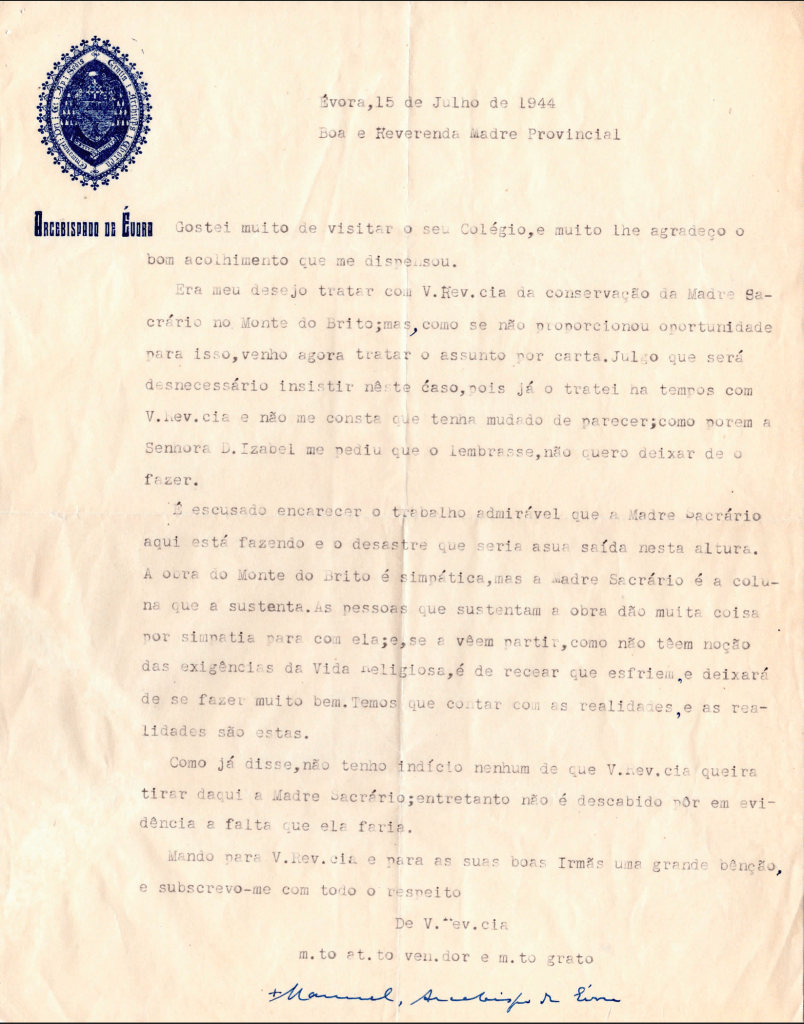 Évora,15 de Julho de 1944
Boa e Reverenda Madre Provincial
ARCEBISPADO DE ÉVORA
Gostei muito de visitar o seu Colégio,e muito lhe agradeço o
bom acolhimento que me dispensou.
Era meu desejo tratar com V.Rev.cia da conservação da Madre Sa-
crário no Monte do Brito;mas,como se não proporcionou oportunidade
para isso,venho agora tratar o assunto por carta.Julgo que será
desnecessário insistir nêste caso,pois já o tratei ha tempos com
V.Rev.cia e não me consta que tenha mudado de parecer;como porem a
Senhora D.Izabel me pediu que o lembrasse,não quero deixar de o
fazer.
É escusado encarecer o trabalho admirável que a Madre Sacrário
aqui está fazendo e o desastre que seria asua saída nesta altura.
A obra do Monte do Brito é simpática,mas a Madre Sacrário é a colu-
na que a sustenta.As pessoas que sustentam a obra dão muita coisa
por simpatia para com ela;e,se a vêem partir,como não têem noção
das exigências da Vida Religiosa,é de recear que esfriem,e deixará
de se fazer muito bem.Temos que contar com as realidades,e as rea-
lidades são estas.
Como já disse,não tenho indício nenhum de que V.Rev.cia queira
tirar daqui a Madre Sacrário;entretanto não é descabido pôr em evi-
dência a falta que ela faria.
Mando para V.Rev.cia e para as suas boas Irmãs uma grande bênção,
e subscrevo-me com todo o respeito
De V.Rev.cia
m.to at.to ven.dor e m.to grato
+Manuel, Arcebispo de Évora